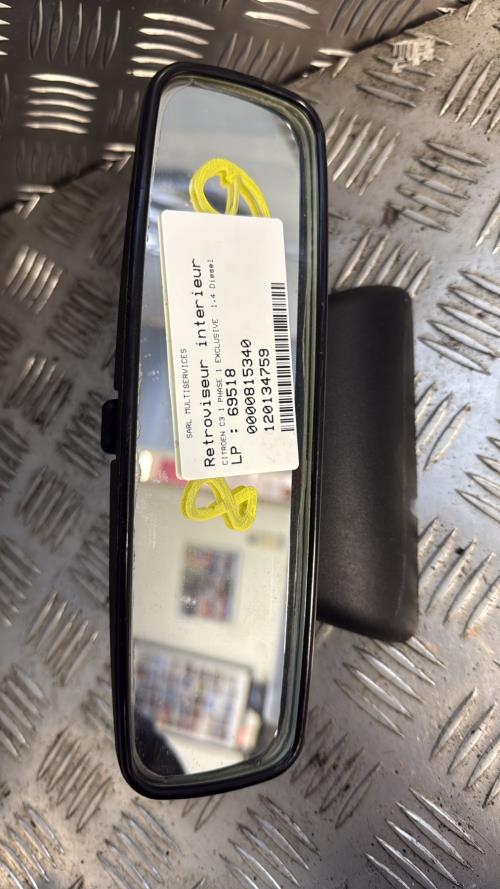 SARL MULTISERVICES
Retroviseur interieur
CITROEN C3 1 PHASE 1 EXCLUSIVE 1.4 Diesel
LP : 69518
0000815340
120134759